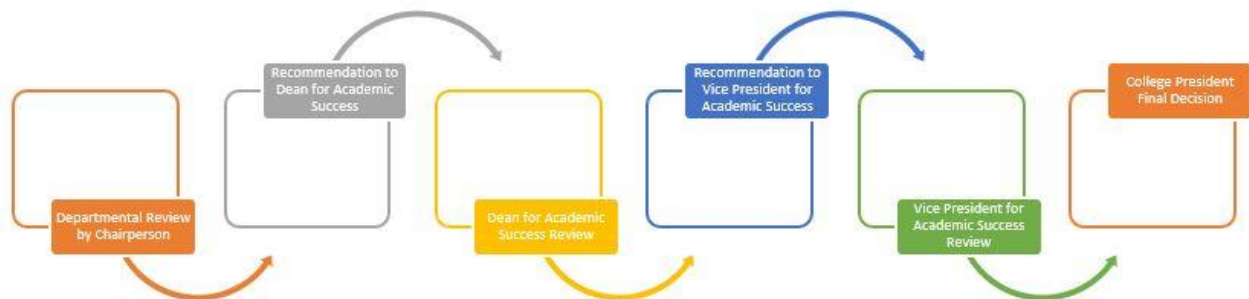 Departmental Review
by Chairperson
Recommendation to
Dean for Academic
Success
Dean for Academic
Success Review
Recommendation to
Vice President for
Academic Success
Vice President for
Academic Success
Review
College President
Final Decision